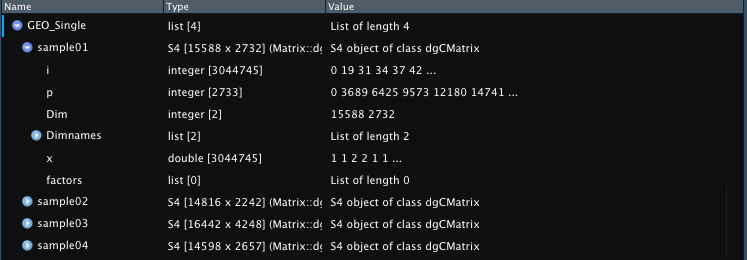 Name Type Value
GEO_Single list [4] List of length 4
sample01 S4 [15588 x 2732] (Matrix::dg S4 object of class dgCMatrix
i integer [3044745] 0 19 31 34 37 42 ...
p integer [2733] 0 3689 6425 9573 12180 14741 ...
Dim integer [2] 15588 2732
Dimnames list [2] List of length 2
x double [3044745] 1 1 2 2 1 1 ...
factors list [0] List of length 0
sample02 S4 [14816 x 2242] (Matrix::dg S4 object of class dgCMatrix
sample03 S4 [16442 x 4248] (Matrix::dg S4 object of class dgCMatrix
sample04 S4 [14598 x 2657] (Matrix::dg S4 object of class dgCMatrix